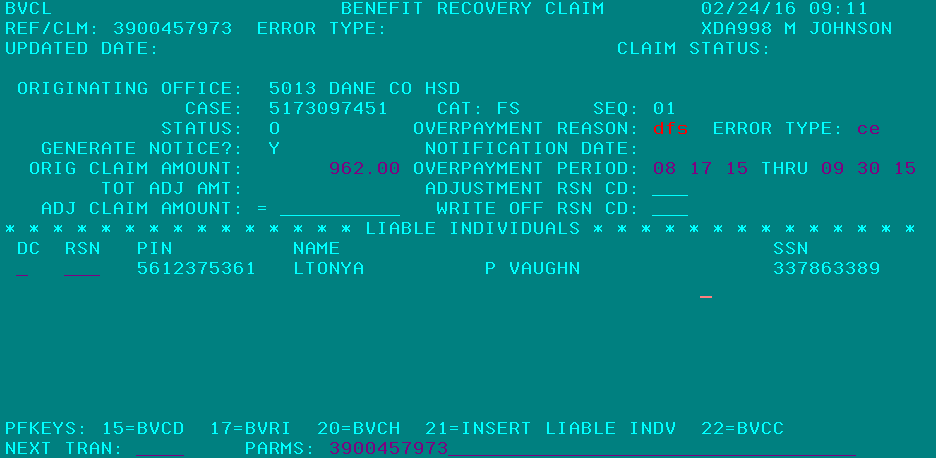 BVCL BENEFIT RECOVERY CLAIM 02/24/16 09:11
REF/CLM: 3900457973 ERROR TYPE: XDA998 M JOHNSON
UPDATED DATE: CLAIM STATUS:
ORIGINATING OFFICE: 5013 DANE CO HSD
CASE: 5173097451 CAT: FS SEQ: 01
STATUS: O OVERPAYMENT REASON: dfs ERROR TYPE: ce
GENERATE NOTICE?: Y NOTIFICATION DATE:
ORIG CLAIM AMOUNT: 962.00 OVERPAYMENT PERIOD: 08 17 15 THRU 09 30 15
TOT ADJ AMT: ADJUSTMENT RSN CD: ___
ADJ CLAIM AMOUNT: = __________ WRITE OFF RSN CD: ___
* * * * * * * * * * * * * * * LIABLE INDIVIDUALS * * * * * * * * * * * * * *
DC RSN PIN NAME SSN
_ ___ 5612375361 LTONYA P VAUGHN 337863389
PFKEYS: 15=BVCD 17=BVRI 20=BVCH 21=INSERT LIABLE INDV 22=BVCC
NEXT TRAN: ____ PARMS: 3900457973__________________________________